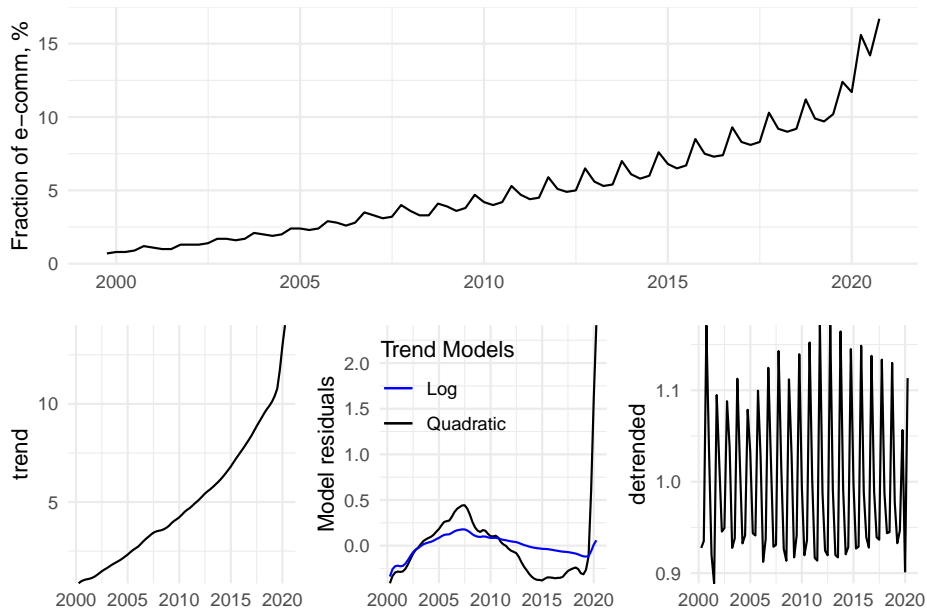 Fraction of e−comm, %
15
10
5
0
2000 2005 2010 2015 2020
trend
10
5
2000 2005 2010 2015 2020
Model residuals
2.0
1.5
1.0
0.5
0.0
Trend Models
Log
Quadratic
2000 2005 2010 2015 2020
detrended
1.1
1.0
0.9
2000 2005 2010 2015 2020